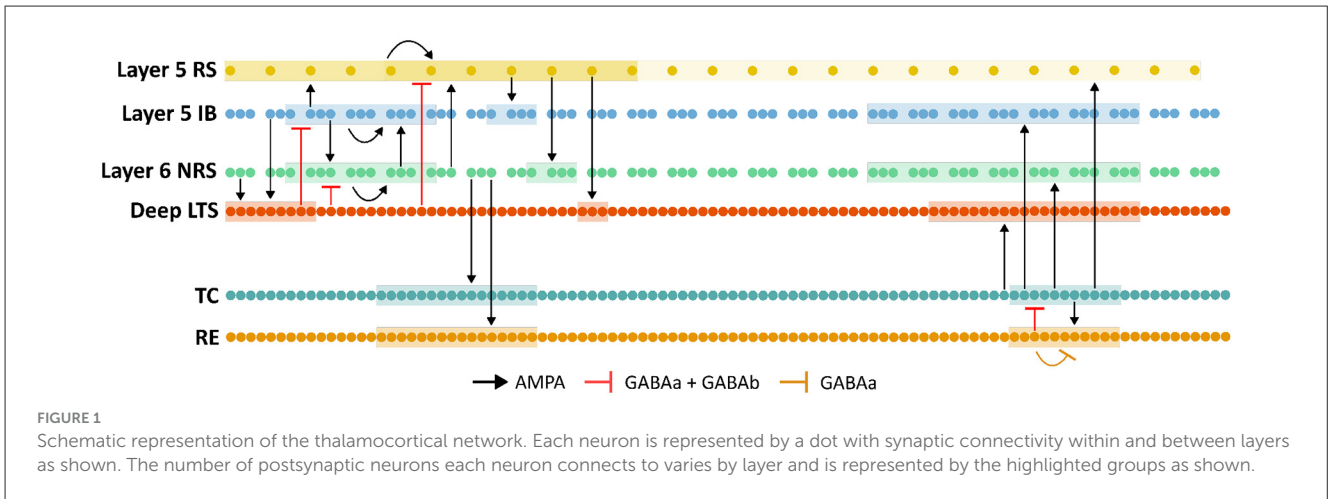 Layer 5 RS
Layer 5 IB
Layer 6 NRS
Deep LTS
TC
RE
AMPA GABAa + GABAb GABAa
FIGURE 1
Schematic representation of the thalamocortical network. Each neuron is represented by a dot with synaptic connectivity within and between layers
as shown. The number of postsynaptic neurons each neuron connects to varies by layer and is represented by the highlighted groups as shown.